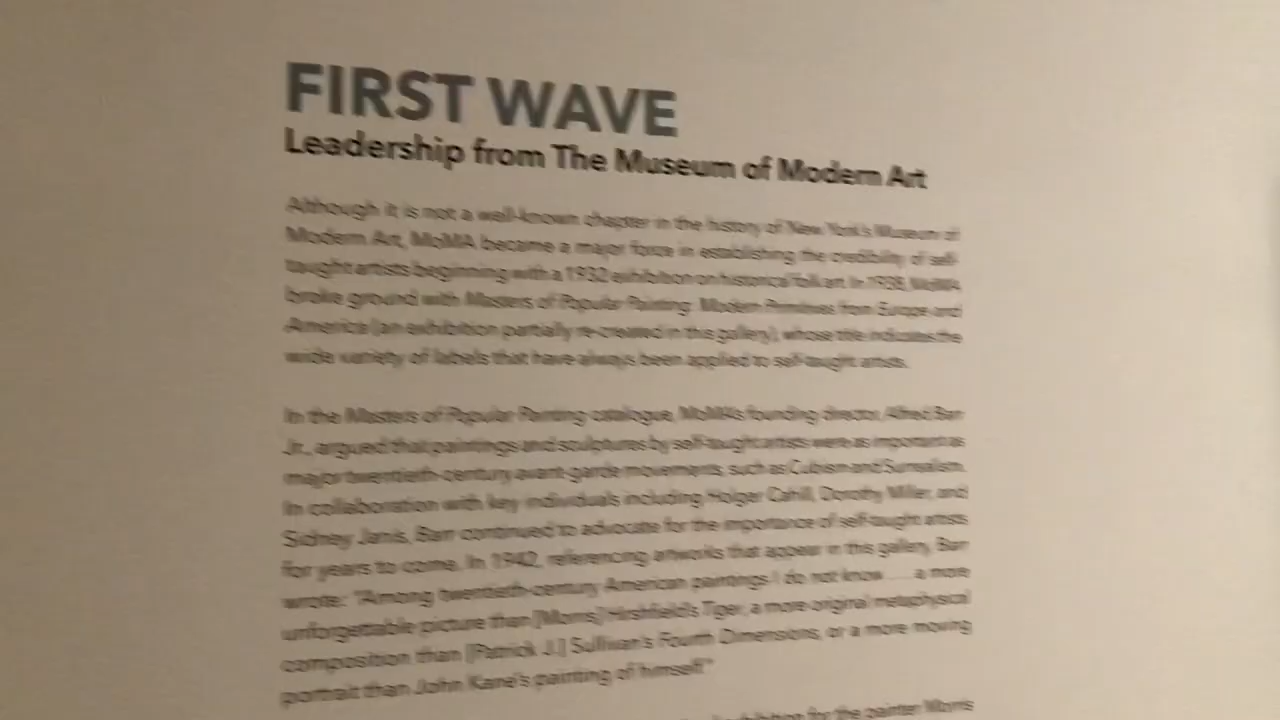 FIRST WAVE
Leadership from The Museum of Modern Art
Although it is not a well-known chapter in the history of New York's Museum of
Modern Art, MoMA became a major force in establishing the credibility of self-
taught artists beginning with a 1932 exhibition on historical folk art. In 1938, MoMA
broke ground with Masters of Popular Painting: Modern Primitives from Europe and
America (an exhibition partially re-created in this gallery), whose title indicates the
wide variety of labels that have always been applied to self-taught artists.
In the Masters of Popular Painting catalogue, MoMA's founding director, Alfred Barr
Jr., argued that paintings and sculptures by self-taught artists were as important as
major twentieth-century avant-garde movements, such as Cubism and Surrealism.
In collaboration with key individuals including Holger Cahill, Dorothy Miller, and
Sidney Janis, Barr continued to advocate for the importance of self-taught artists
for years to come. In 1942, referencing artworks that appear in this gallery, Barr
wrote: "Among twentieth-century American paintings I do not know . . . a more
unforgettable picture than [Morris] Hirshfield's Tiger, a more original metaphysical
composition than [Patrick J.] Sullivan's Fourth Dimensions, or a more moving
portrait than John Kane's painting of himself."
exhibition for the painter Morris